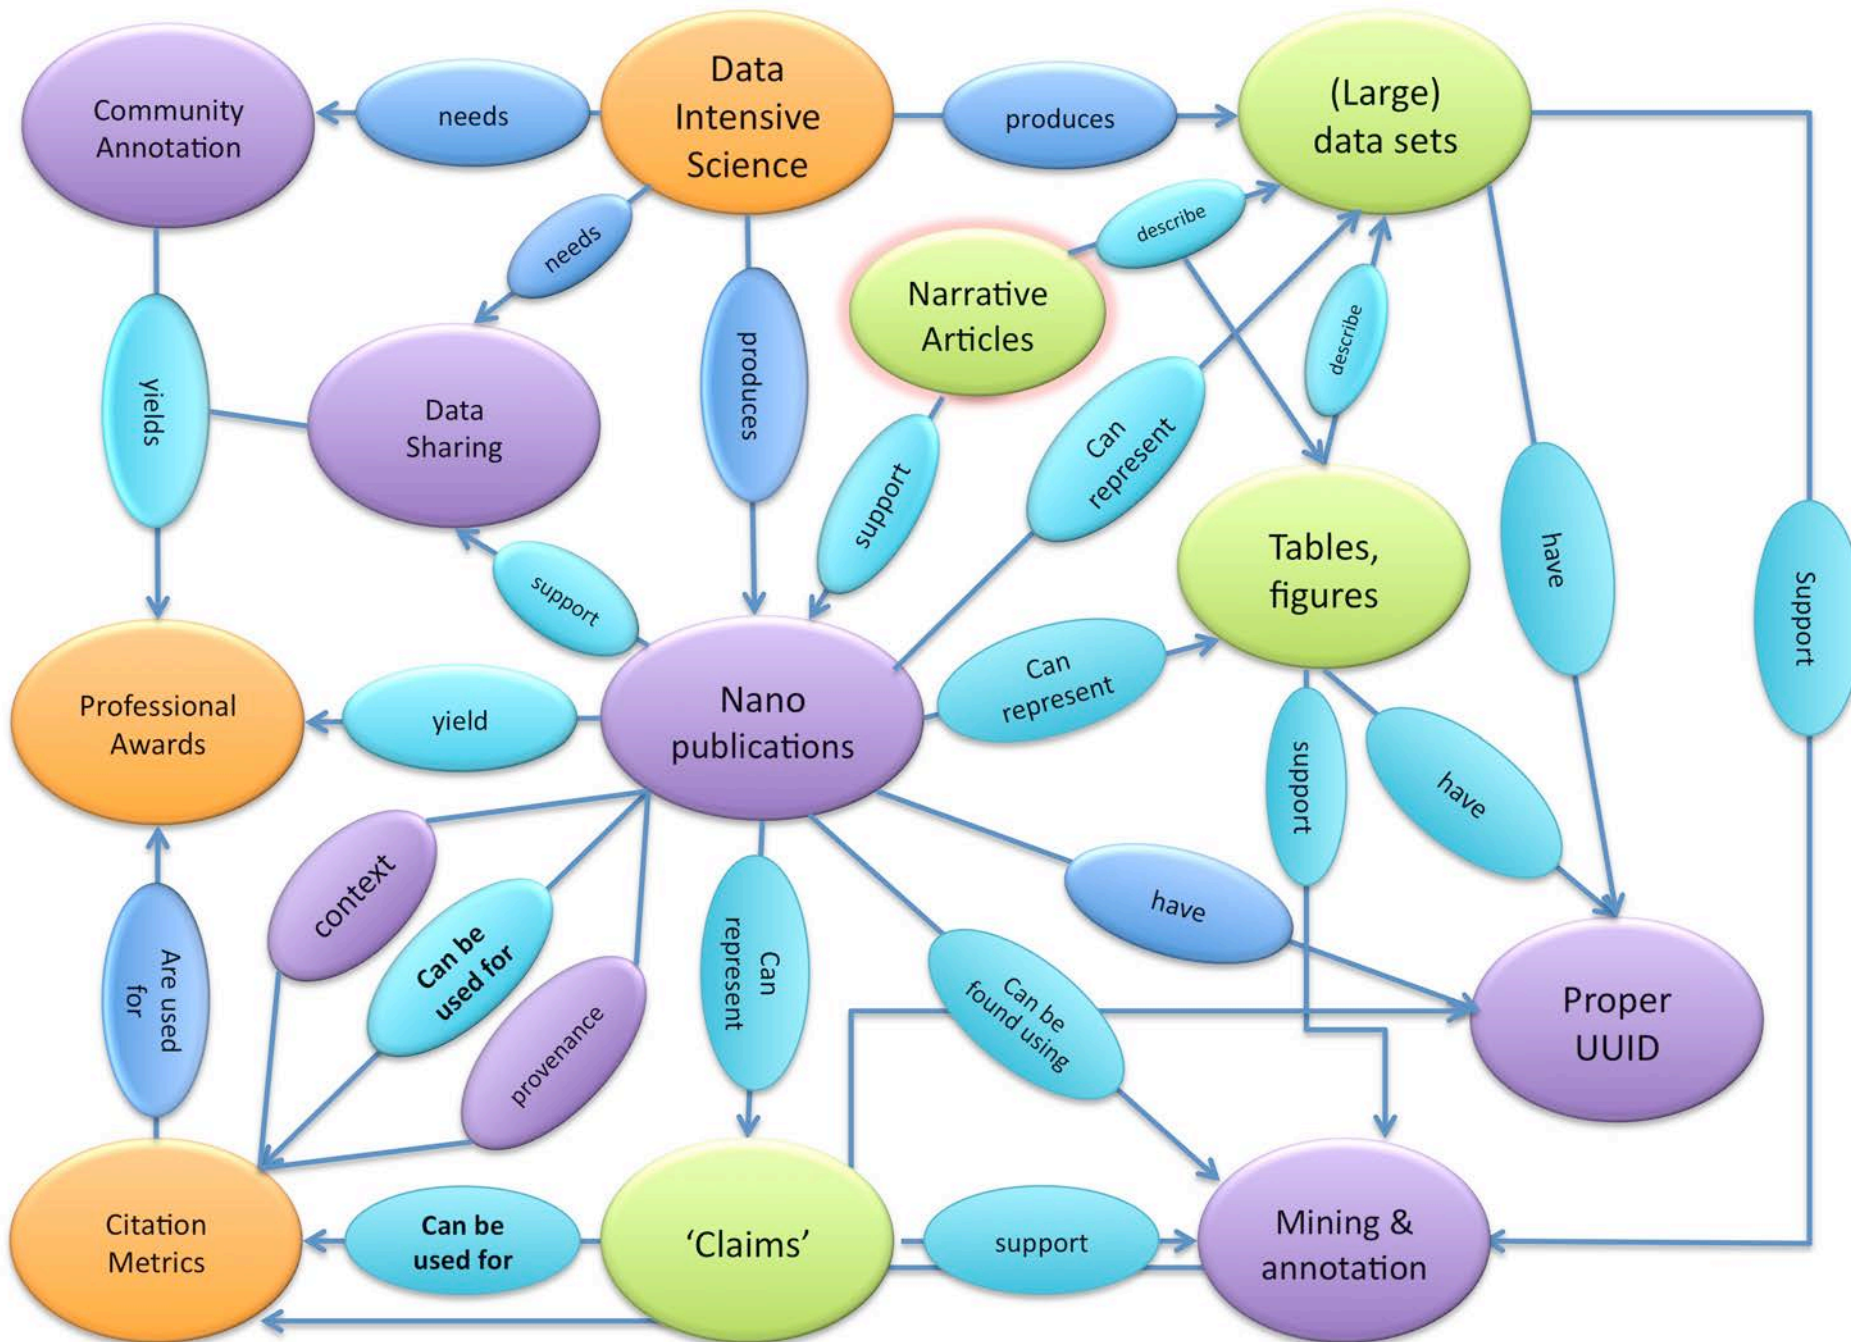 Community
Annotation
needs
Data
Intensive
Science
produces
(Large)
data sets
needs
describe
Narrative
Articles
describe
yields
produces
Data
Sharing
Can
represent
support
have
Support
Tables,
figures
support
Can
represent
Professional
Awards
yield
Nano
publications
support
have
context
Can be
used for
provenance
Can
represent
have
Can be
found using
Are used
for
Proper
UUID
Citation
Metrics
Can be
used for
‘Claims’
support
Mining &
annotation